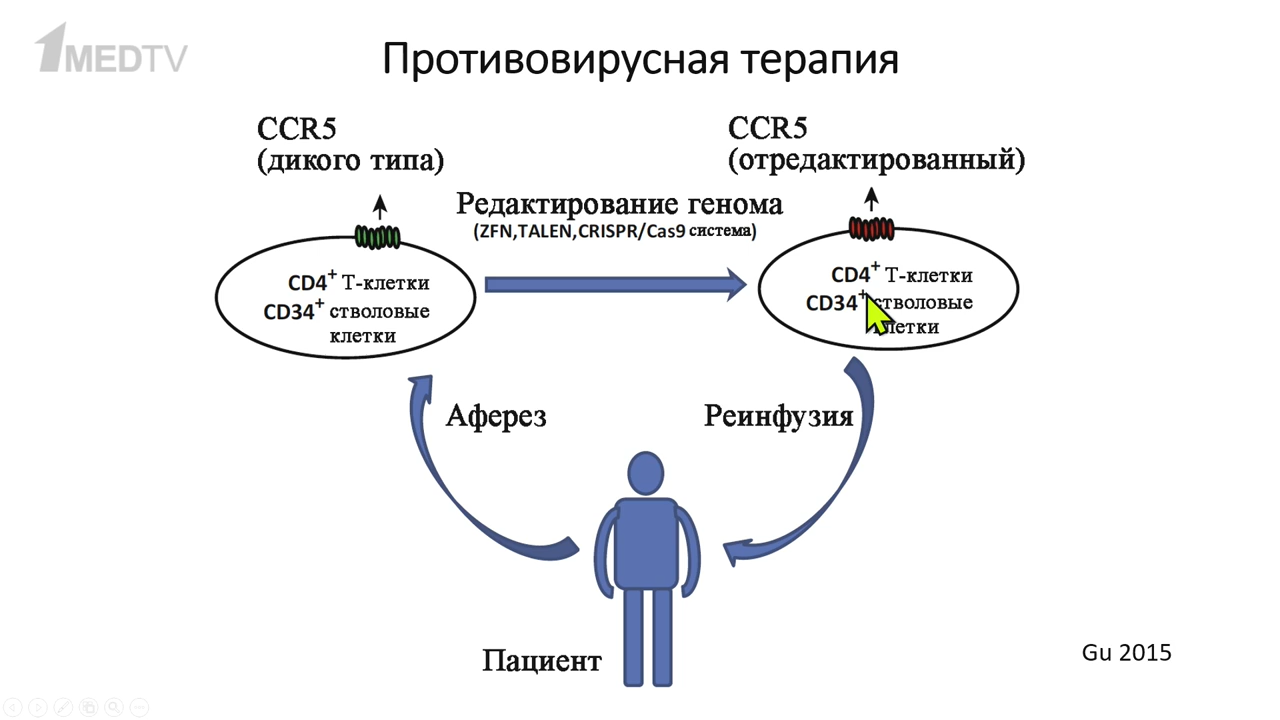 1MEDTV
Противовирусная терапия
CCR5
(дикого типа)
CCR5
(отредактированный)
Редактирование генома
(ZFN,TALEN,CRISPR/Cas9 система)
CD4+ Т-клетки
CD34+ стволовые
клетки
CD4+ Т-клетки
CD34+ стволовые
клетки
Аферез
Реинфузия
Пациент
Gu 2015